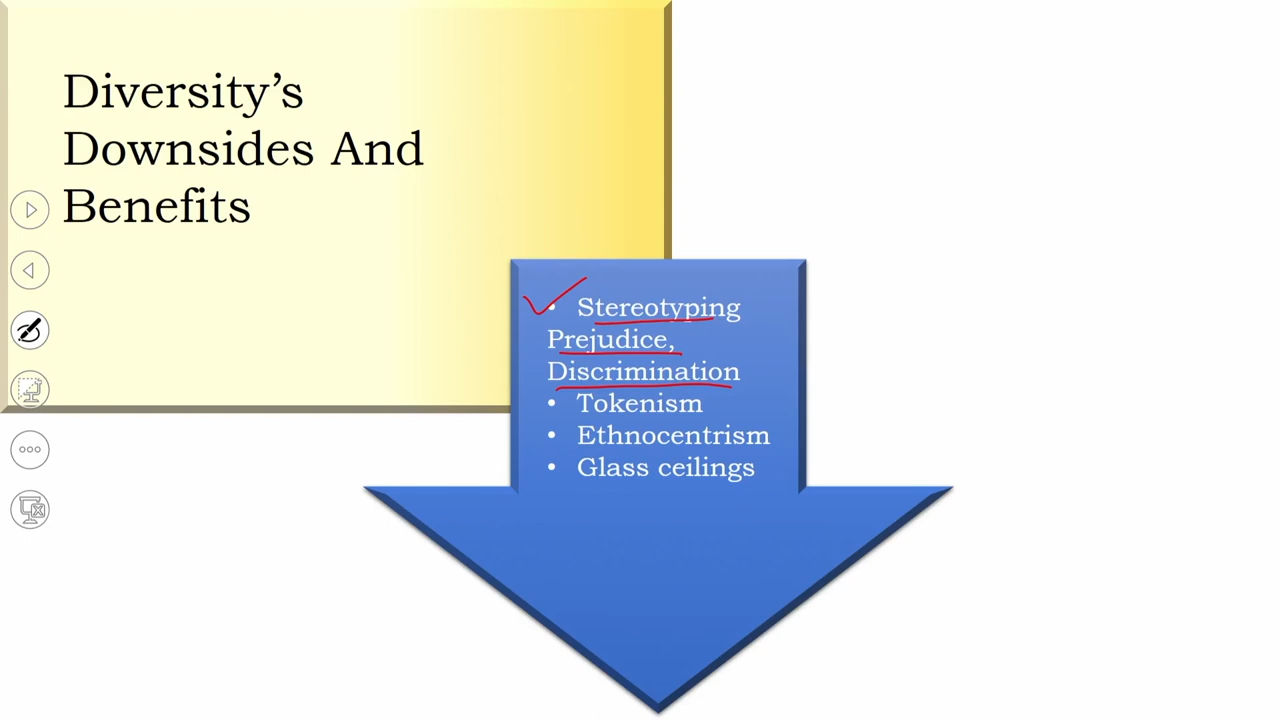 Diversity’s
Downsides And
Benefits
• Stereotyping
Prejudice,
Discrimination
• Tokenism
• Ethnocentrism
• Glass ceilings